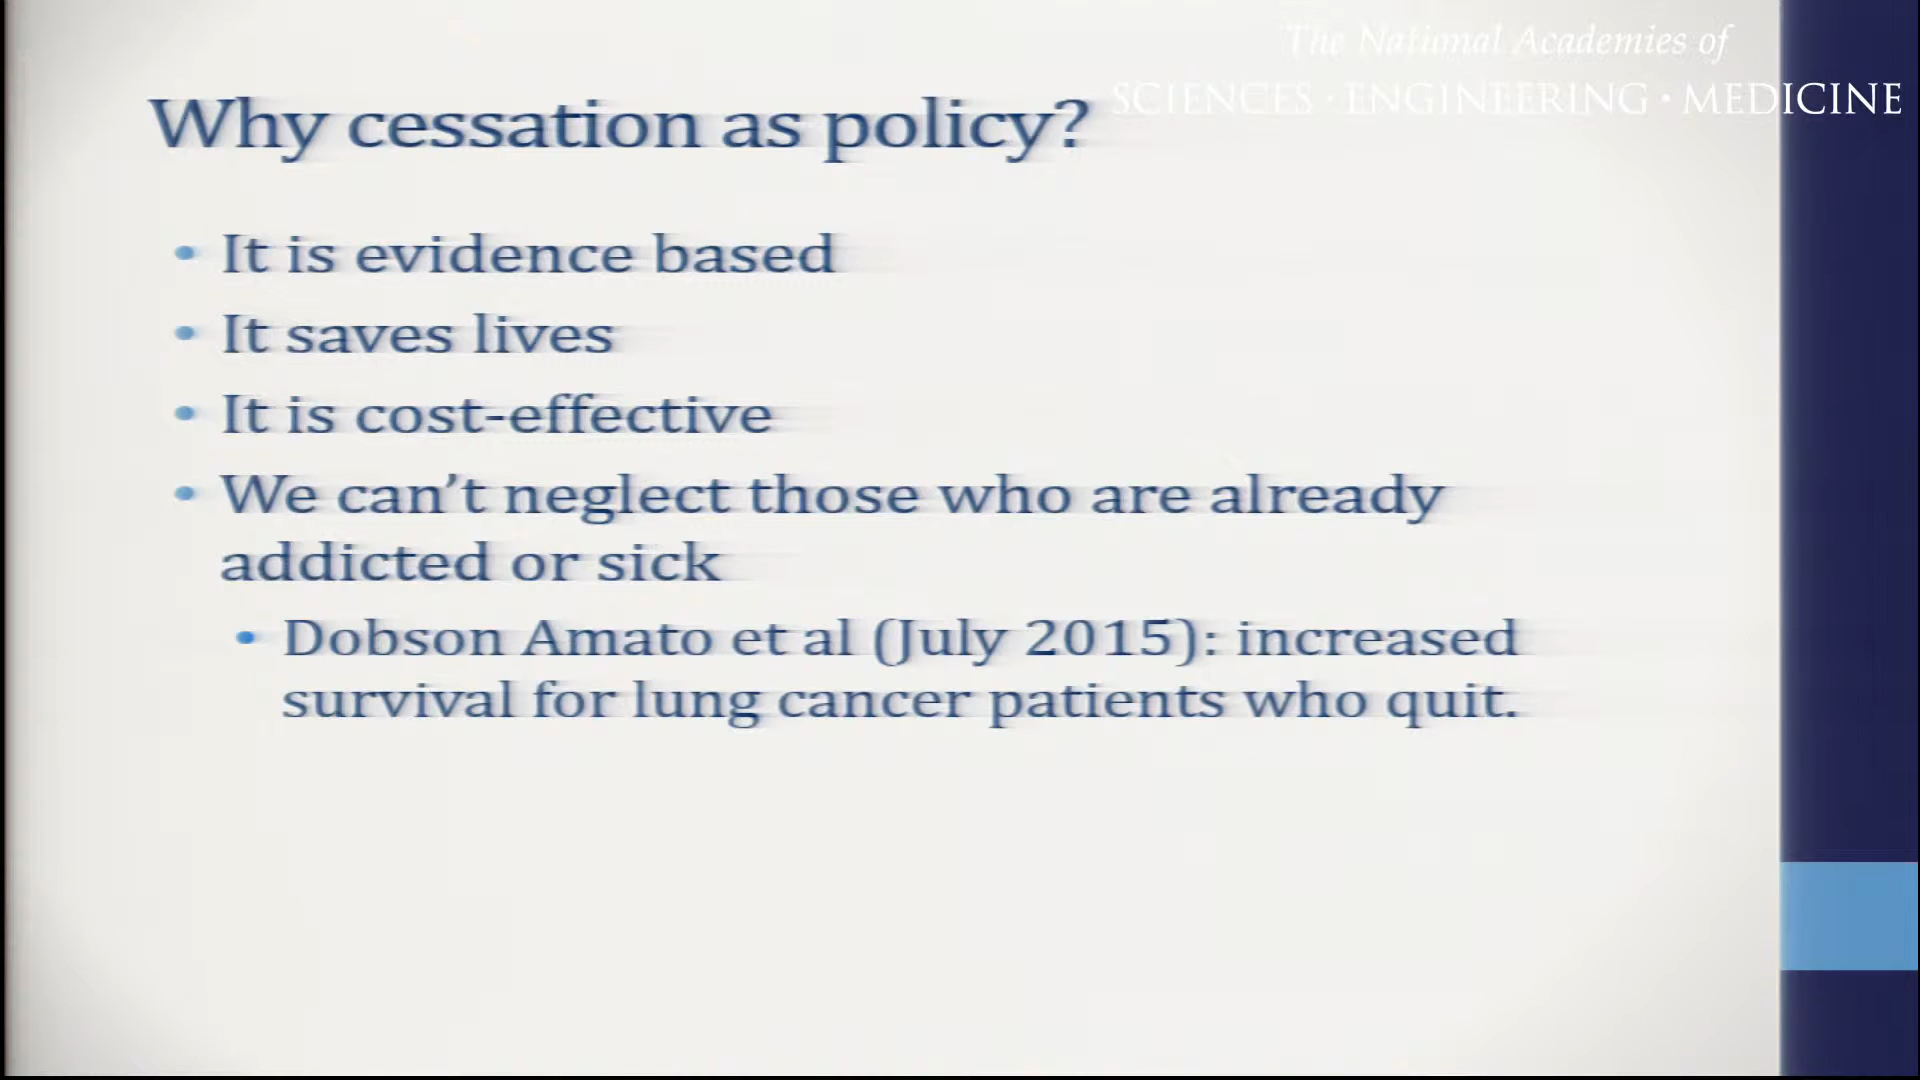 The National Academies of
SCIENCES · ENGINEERING · MEDICINE
Why cessation as policy?
• It is evidence based
• It saves lives
• It is cost-effective
• We can’t neglect those who are already
addicted or sick
• Dobson Amato et al (July 2015): increased
survival for lung cancer patients who quit.